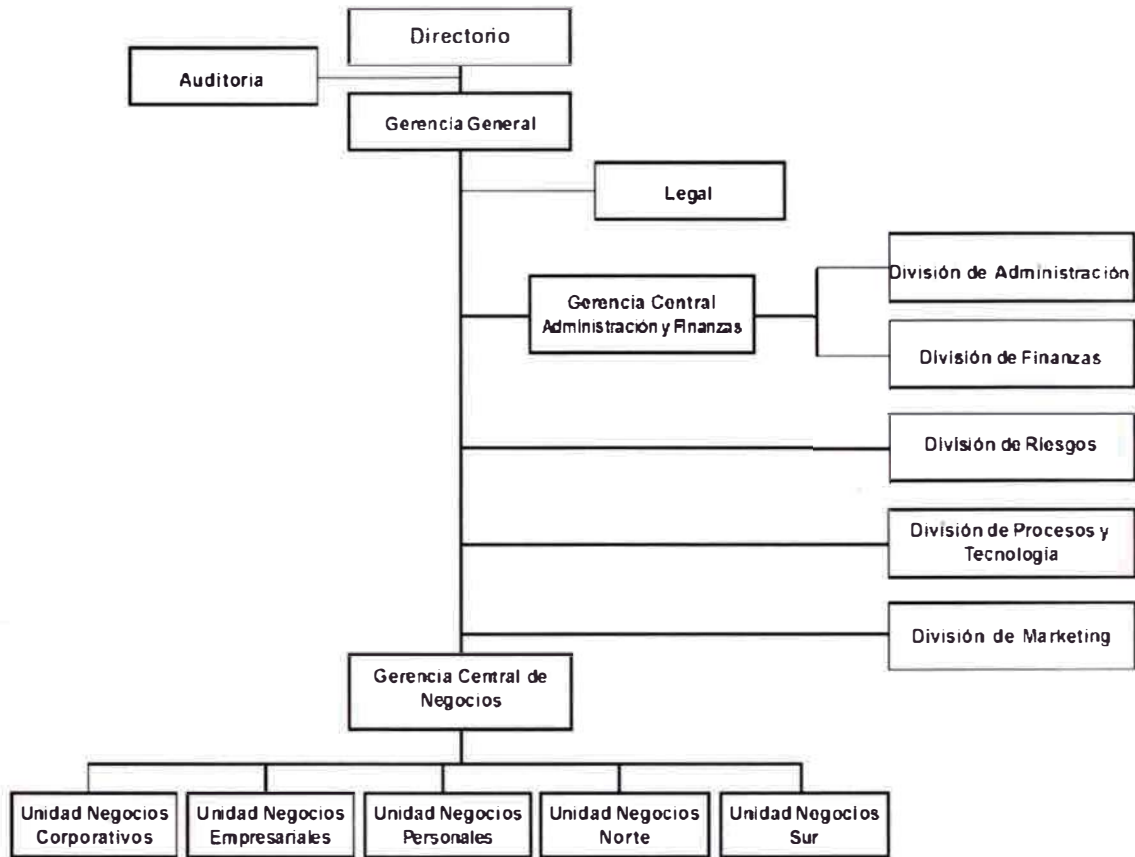 Directorio
Auditoria
Gerencia General
Legal
División de Administración
Gerencia Central
Administración y Finanzas
División de Finanzas
División de Riesgos
División de Procesos y
Tecnología
División de Marketing
Gerencia Central de
Negocios
Unidad Negocios
Corporativos
Unidad Negocios
Empresariales
Unidad Negocios
Personales
Unidad Negocios
Norte
Unidad Negocios
Sur